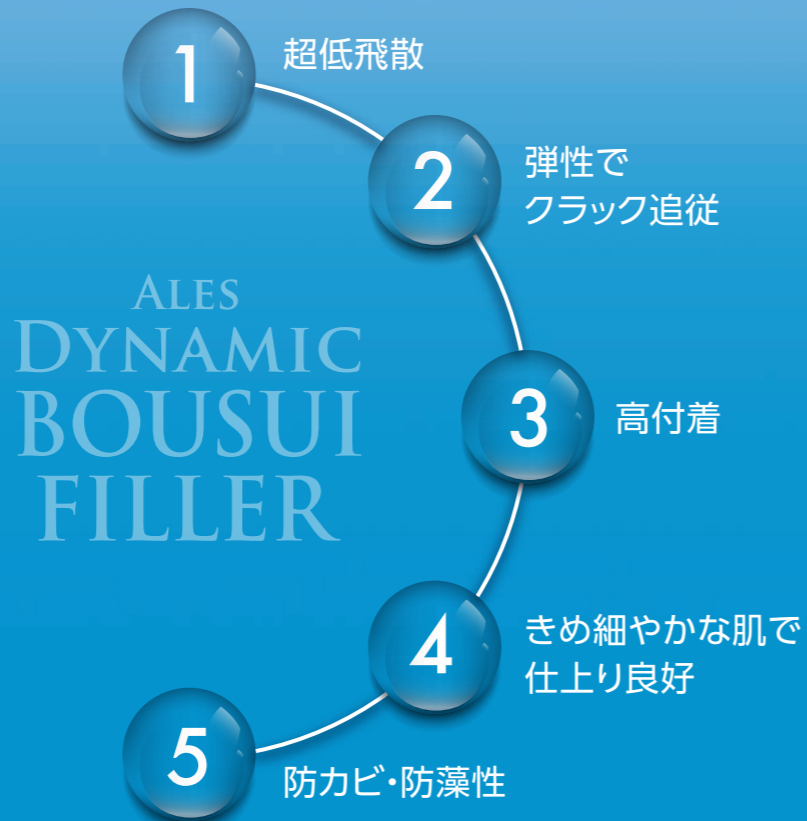 1
超低飛散
2
弾性で
クラック追従
ALES
DYNAMIC
BOUSUI
FILLER
3
高付着
4
きめ細やかな肌で
仕上り良好
5
防カビ・防藻性